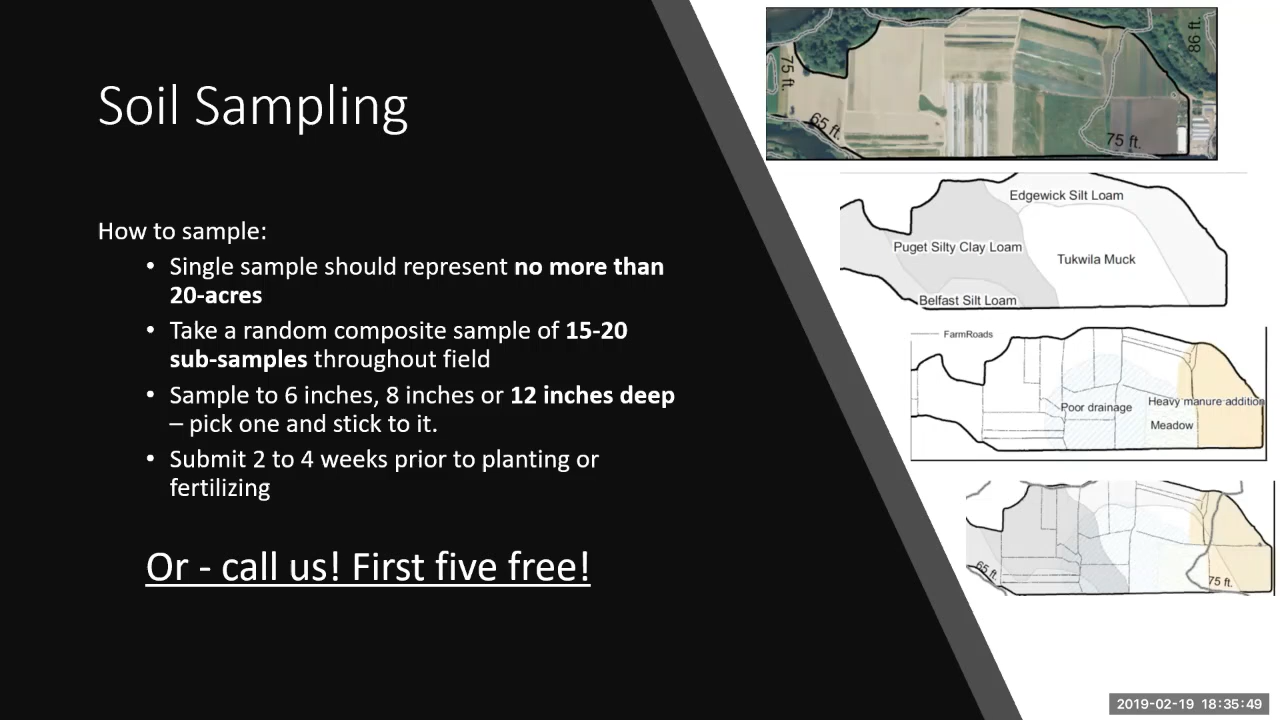 Soil Sampling
How to sample:
• Single sample should represent no more than
20-acres
• Take a random composite sample of 15-20
sub-samples throughout field
• Sample to 6 inches, 8 inches or 12 inches deep
– pick one and stick to it.
• Submit 2 to 4 weeks prior to planting or
fertilizing
Or - call us! First five free!
75 ft.
86 ft.
65 ft.
75 ft.
Edgewick Silt Loam
Puget Silty Clay Loam
Tukwila Muck
Belfast Silt Loam
FarmRoads
Poor drainage
Heavy manure addition
Meadow
65 ft.
75 ft.
2019-02-19 18:35:49